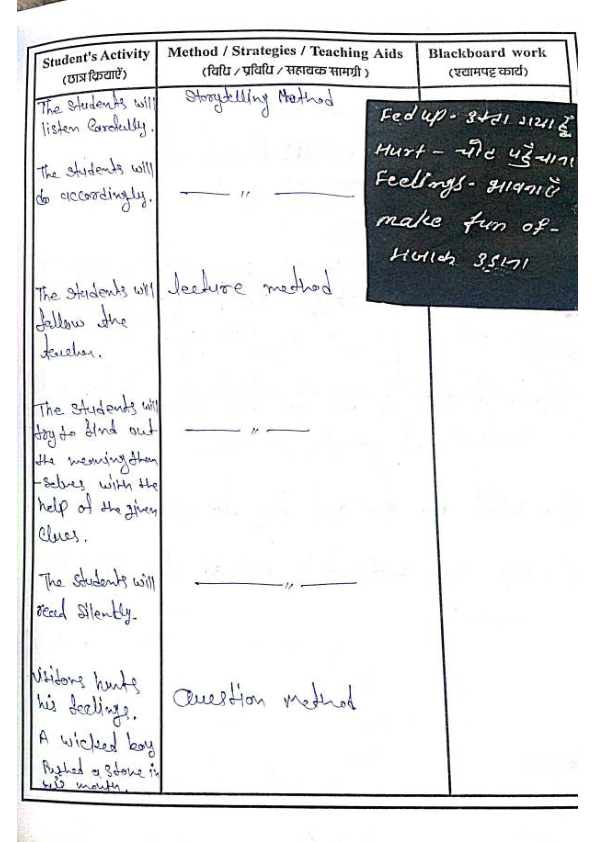 Student's Activity
(छात्र क्रियाएँ)
Method / Strategies / Teaching Aids
(विधि / प्रविधि / सहायक सामग्री)
Blackboard work
(श्यामपट्ट कार्य)
The Students will
listen Carefully.
Storytelling Method
The students will
do accordingly.
— " —
The Students will
follow the
teacher.
lecture method
The Students will
try to find out
the meaning them
-selves with the
help of the given
Clues.
— " —
The Students will
read silently.
— " —
Visitors hurts
his feelings.
A wicked boy
Pushed a stone in
his mouth.
Question Method
Fed up - उकता गया हूँ
Hurt - चोट पहुँचाना
Feelings - भावनाएँ
make fun of -
मजाक उड़ाना